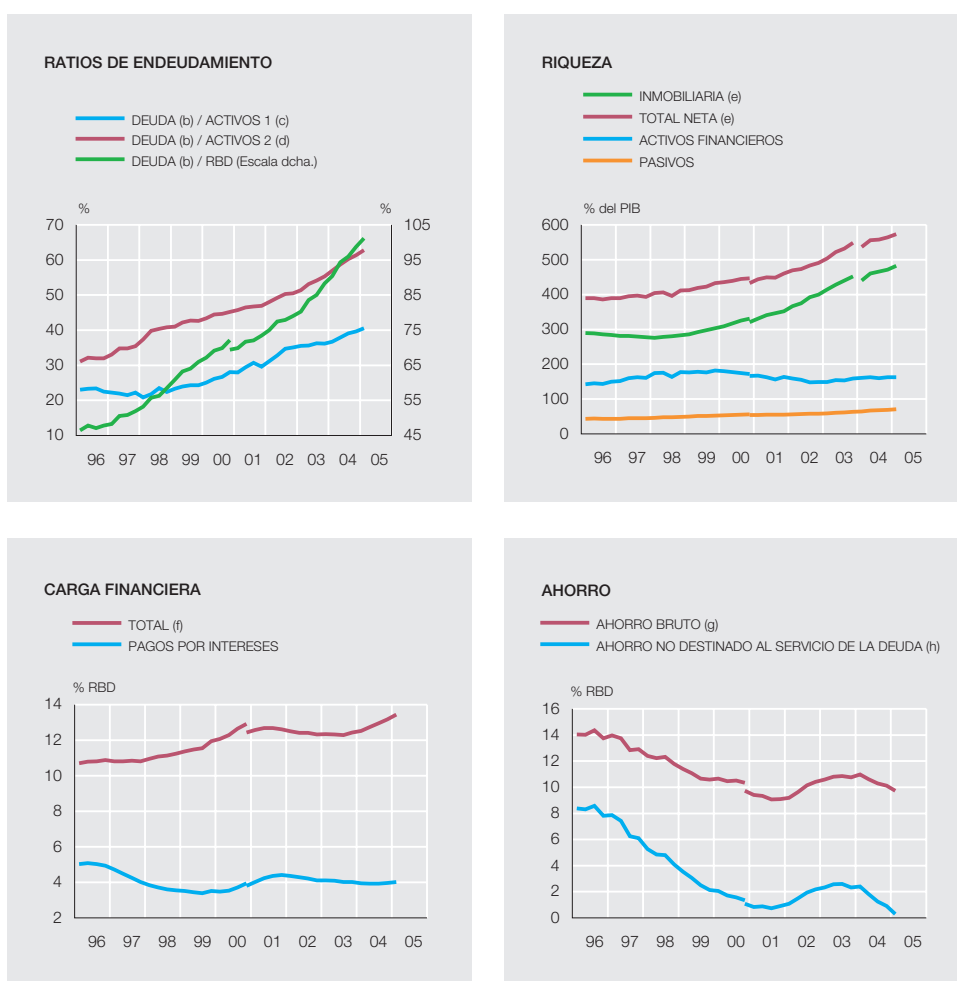 RATIOS DE ENDEUDAMIENTO
DEUDA (b) / ACTIVOS 1 (c)
DEUDA (b) / ACTIVOS 2 (d)
DEUDA (b) / RBD (Escala dcha.)
% %
70 105
60 95
50 85
40 75
30 65
20 55
10 45
96 97 98 99 00 01 02 03 04 05
RIQUEZA
INMOBILIARIA (e)
TOTAL NETA (e)
ACTIVOS FINANCIEROS
PASIVOS
% del PIB
600
500
400
300
200
100
0
96 97 98 99 00 01 02 03 04 05
CARGA FINANCIERA
TOTAL (f)
PAGOS POR INTERESES
% RBD
14
12
10
8
6
4
2
96 97 98 99 00 01 02 03 04 05
AHORRO
AHORRO BRUTO (g)
AHORRO NO DESTINADO AL SERVICIO DE LA DEUDA (h)
% RBD
16
14
12
10
8
6
4
2
0
96 97 98 99 00 01 02 03 04 05